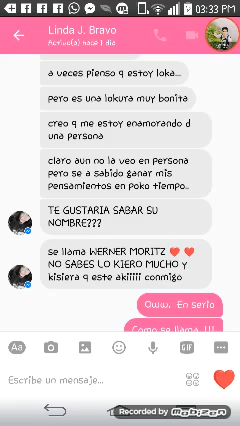 03:33 PM
Linda J. Bravo
Activo(a) hace 1 día
a veces pienso q estoy loka...
pero es una lokura muy bonita
creo q me estoy enamorando d
una persona
claro aun no la veo en persona
pero se a sabido ganar mis
pensamientos en poko tiempo..
TE GUSTARIA SABAR SU
NOMBRE???
se llama WERNER MORITZ ❤️ ❤️
NO SABES LO KIERO MUCHO y
kisiera q este akiiiii conmigo
Oww. En serio
Como se llama !!!
Aa
GIF
Escribe un mensaje...
Recorded by
Mobizen